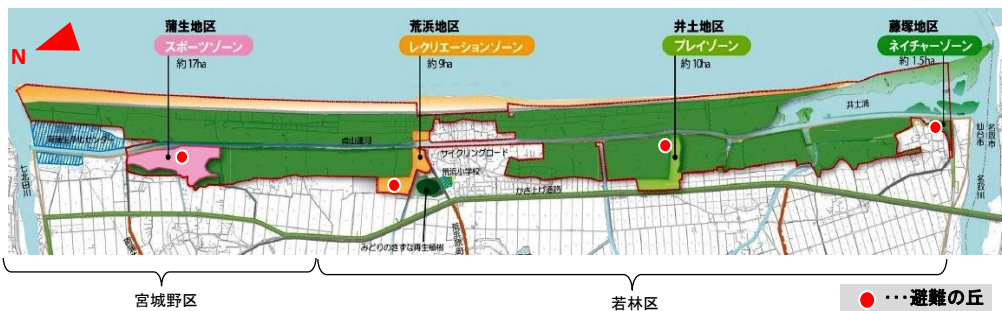 蒲生地区
スポーツゾーン
約17ha
荒浜地区
レクリエーションゾーン
約9ha
井土地区
プレイゾーン
約10ha
藤塚地区
ネイチャーゾーン
約1.5ha
N
井土浦
貞山運河
サイクリングロード
荒浜小学校
かさ上げ道路
七北田川
仙台市
名取市
名取川
みどりのきずな再生植樹
宮城野区
若林区
･･･避難の丘